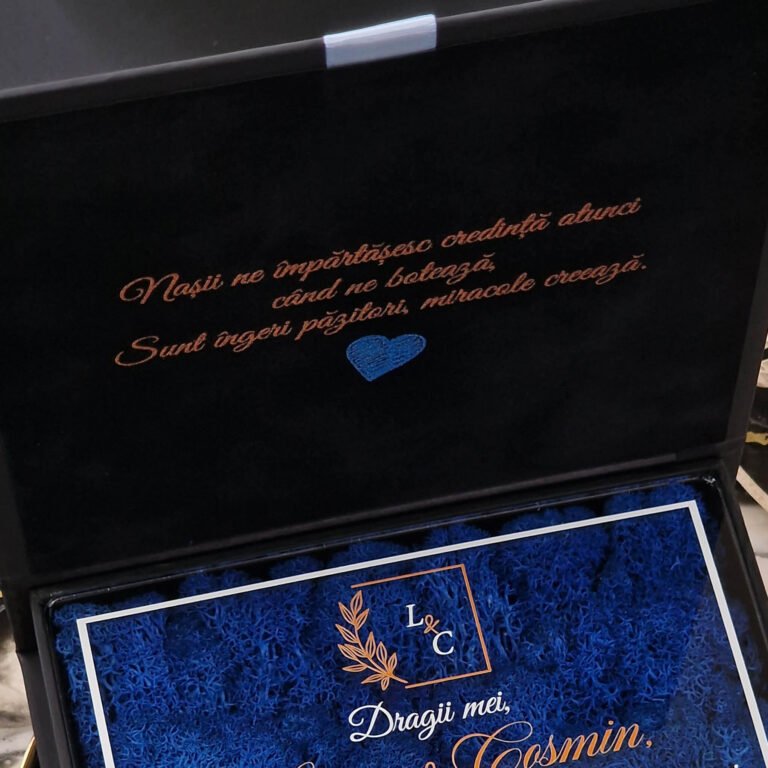 Nașii ne împărtășesc credință atunci
când ne botează,
Sunt îngeri păzitori, miracole creează.
L&C
Dragii mei,
Cosmin,